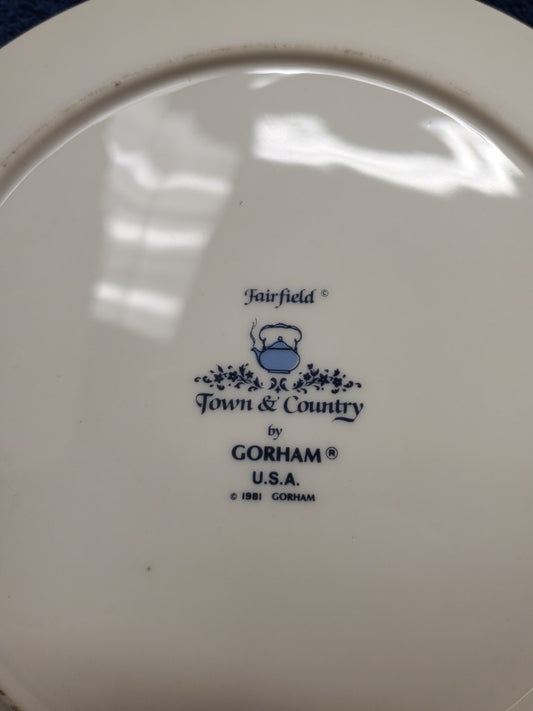 Fairfield ©
Town & Country
by
GORHAM ®
U.S.A.
© 1981 GORHAM